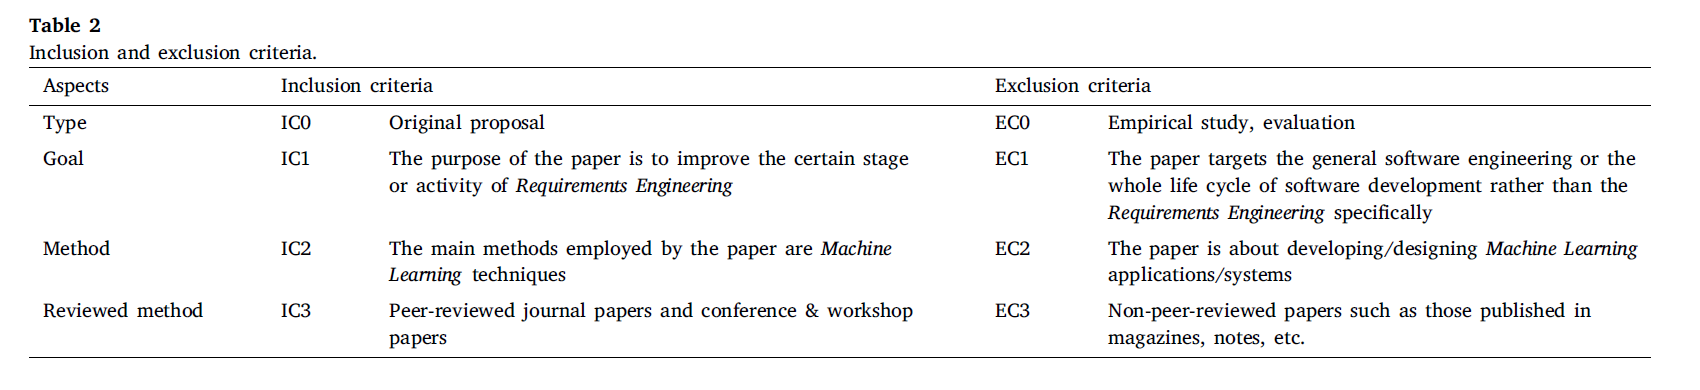 Table 2
Inclusion and exclusion criteria.
Aspects Inclusion criteria Exclusion criteria
Type IC0 Original proposal EC0 Empirical study, evaluation
Goal IC1 The purpose of the paper is to improve the certain stage EC1 The paper targets the general software engineering or the
or activity of Requirements Engineering whole life cycle of software development rather than the
Requirements Engineering specifically
Method IC2 The main methods employed by the paper are Machine EC2 The paper is about developing/designing Machine Learning
Learning techniques applications/systems
Reviewed method IC3 Peer-reviewed journal papers and conference & workshop EC3 Non-peer-reviewed papers such as those published in
papers magazines, notes, etc.